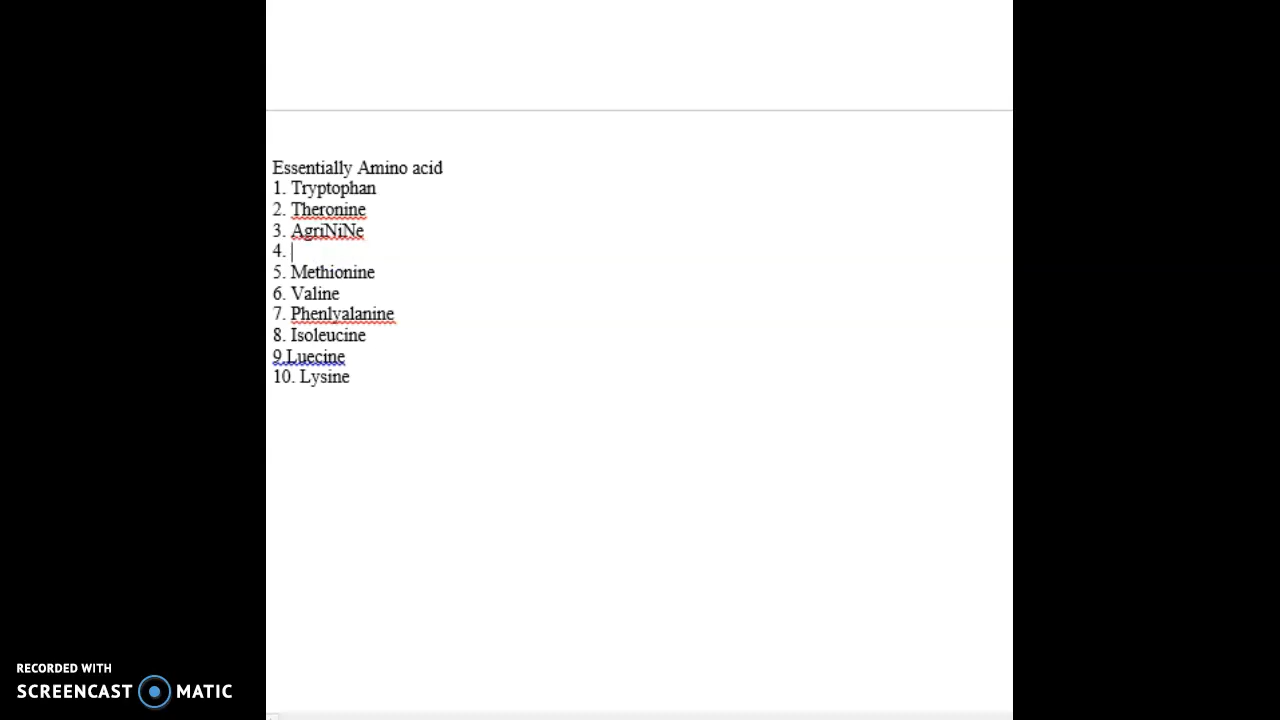 Essentially Amino acid
1. Tryptophan
2. Theronine
3. AgriNiNe
4.
5. Methionine
6. Valine
7. Phenlyalanine
8. Isoleucine
9.Luecine
10. Lysine
RECORDED WITH
SCREENCAST MATIC